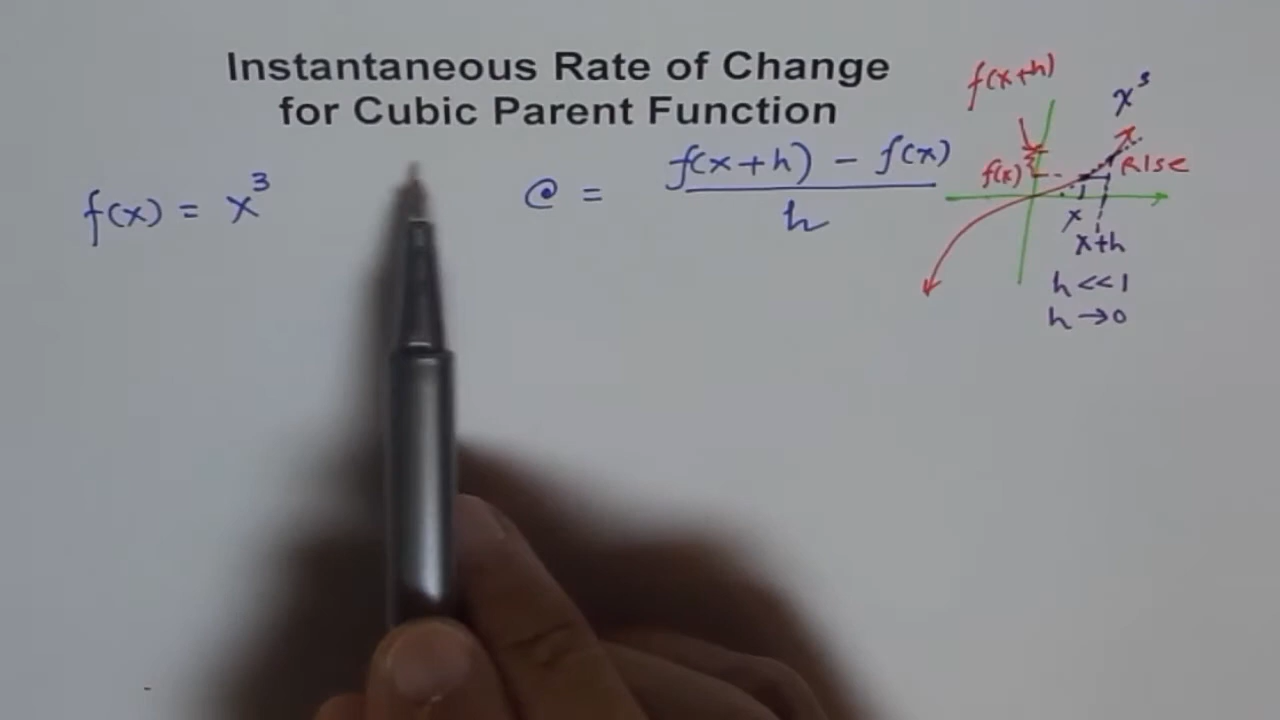 Instantaneous Rate of Change
for Cubic Parent Function
f(x) = x³
@ = f(x+h) − f(x)
h
f(x+h)
x³
f(x)
RISE
x
x+h
h <<1
h →0